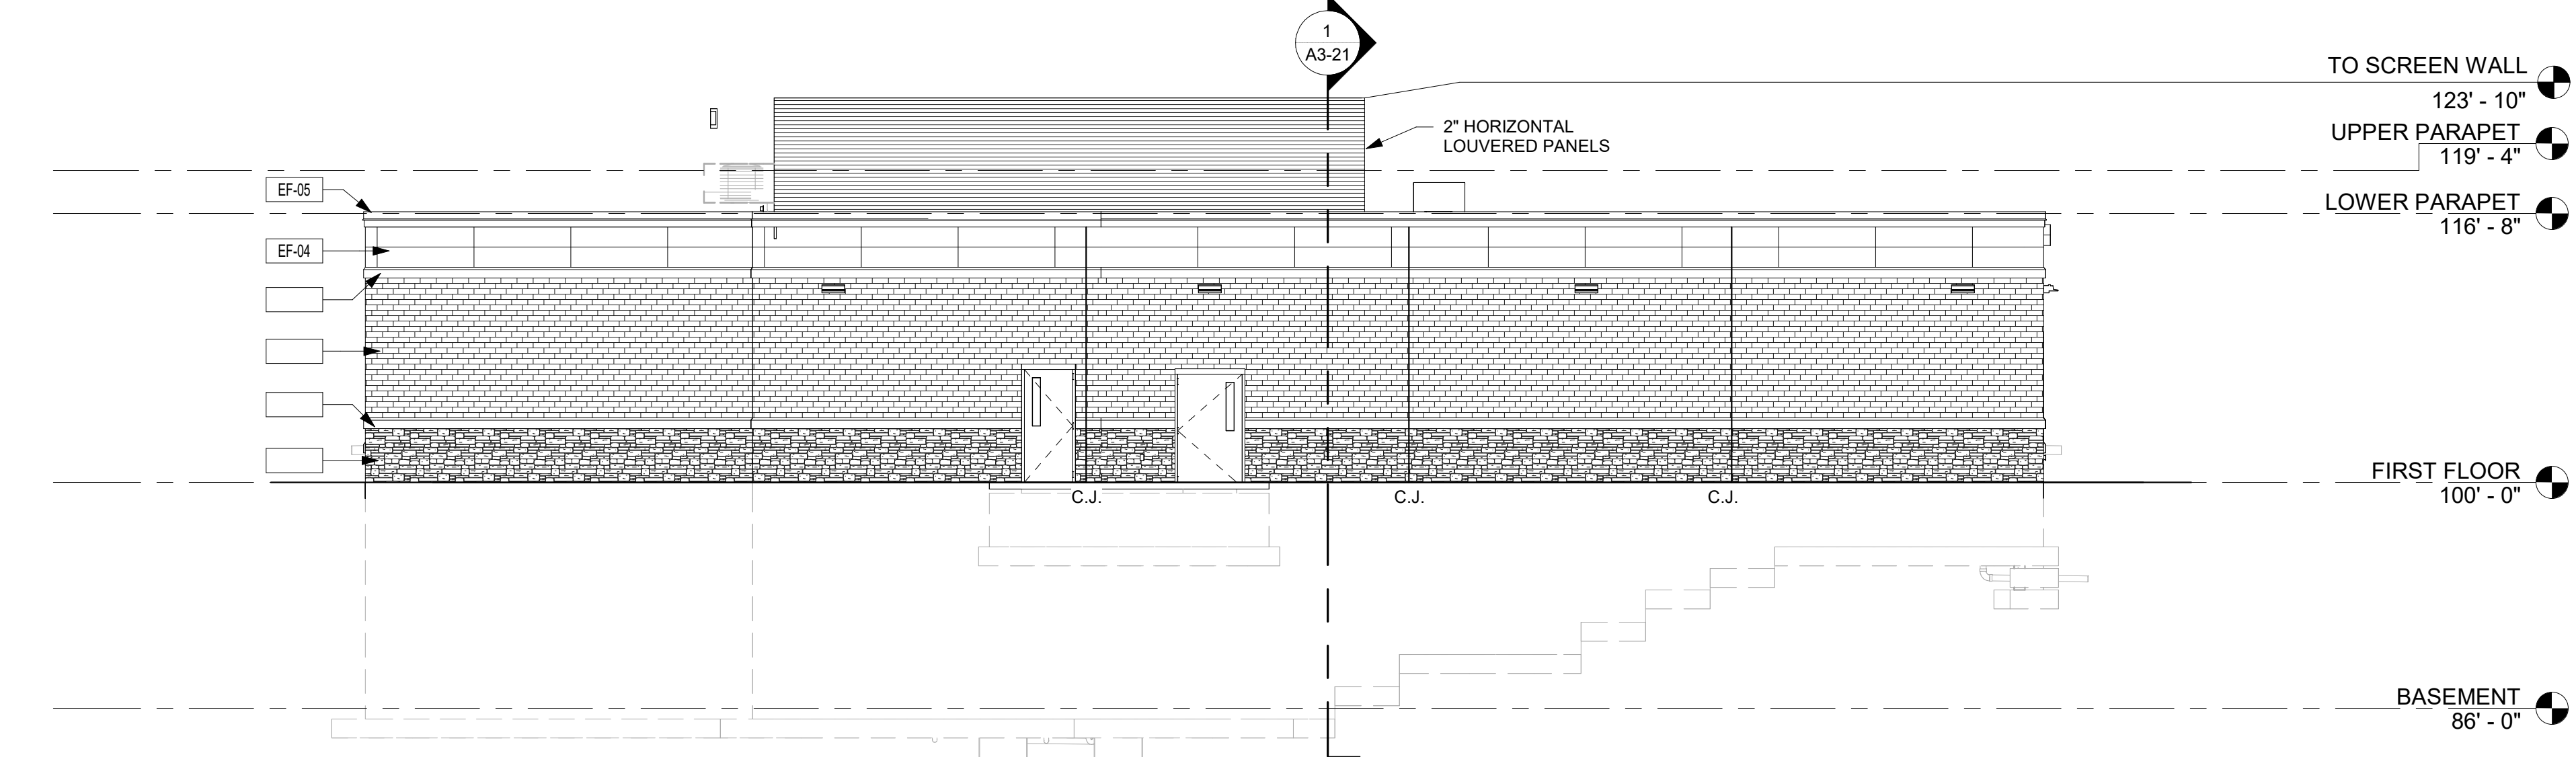 1
A3-21
TO SCREEN WALL
123' - 10"
2" HORIZONTAL
LOUVERED PANELS
UPPER PARAPET
119' - 4"
EF-05
LOWER PARAPET
116' - 8"
EF-04
FIRST FLOOR
100' - 0"
C.J.
C.J.
C.J.
BASEMENT
86' - 0"